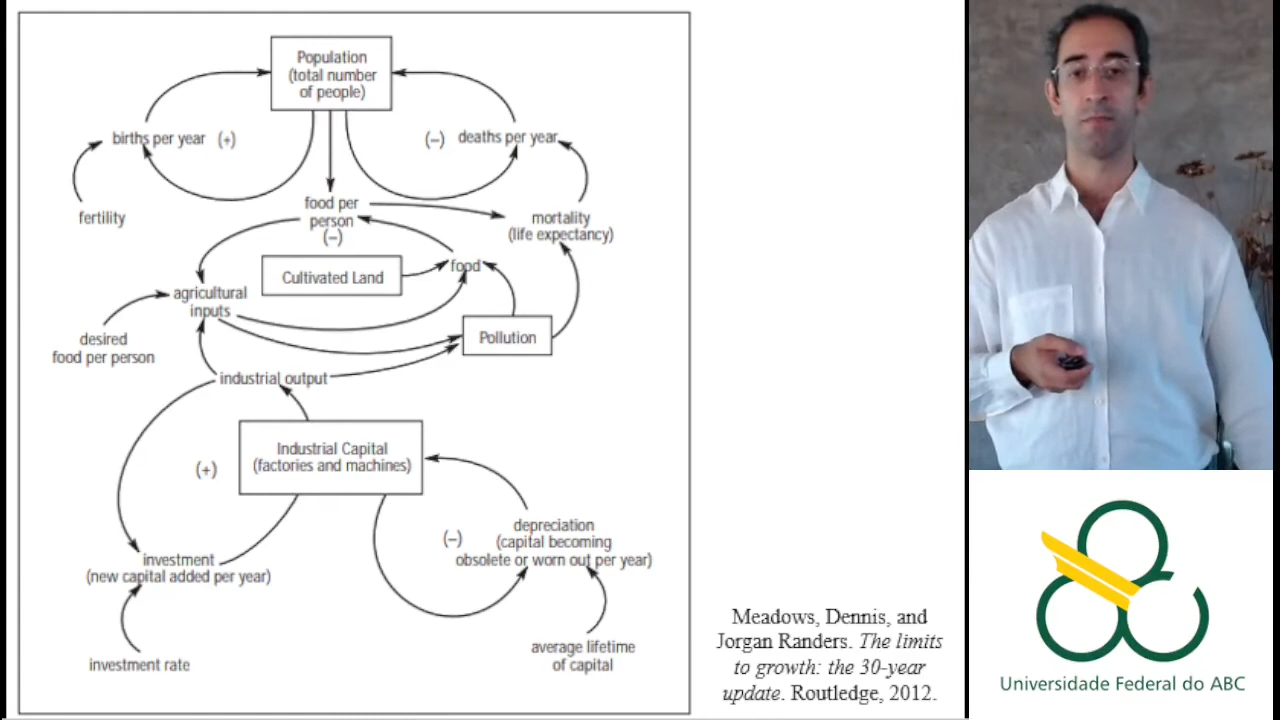 Population
(total number
of people)
births per year (+)
(–) deaths per year
fertility
food per
person
(–)
mortality
(life expectancy)
Cultivated Land
food
agricultural
inputs
desired
food per person
Pollution
industrial output
Industrial Capital
(factories and machines)
(+)
(–)
depreciation
(capital becoming
obsolete or worn out per year)
investment
(new capital added per year)
investment rate
average lifetime
of capital
Meadows, Dennis, and
Jorgan Randers. The limits
to growth: the 30-year
update. Routledge, 2012.
Universidade Federal do ABC